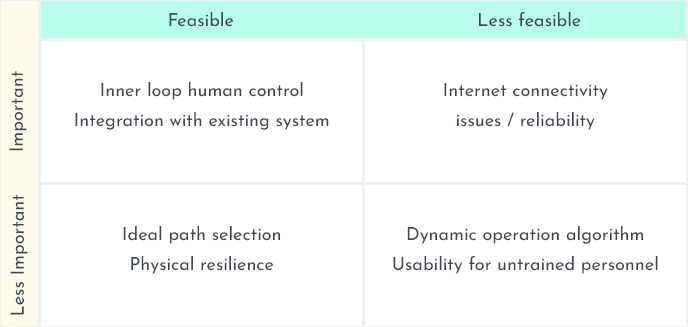 Feasible
Less feasible
Important
Inner loop human control
Integration with existing system
Internet connectivity
issues / reliability
Less Important
Ideal path selection
Physical resilience
Dynamic operation algorithm
Usability for untrained personnel